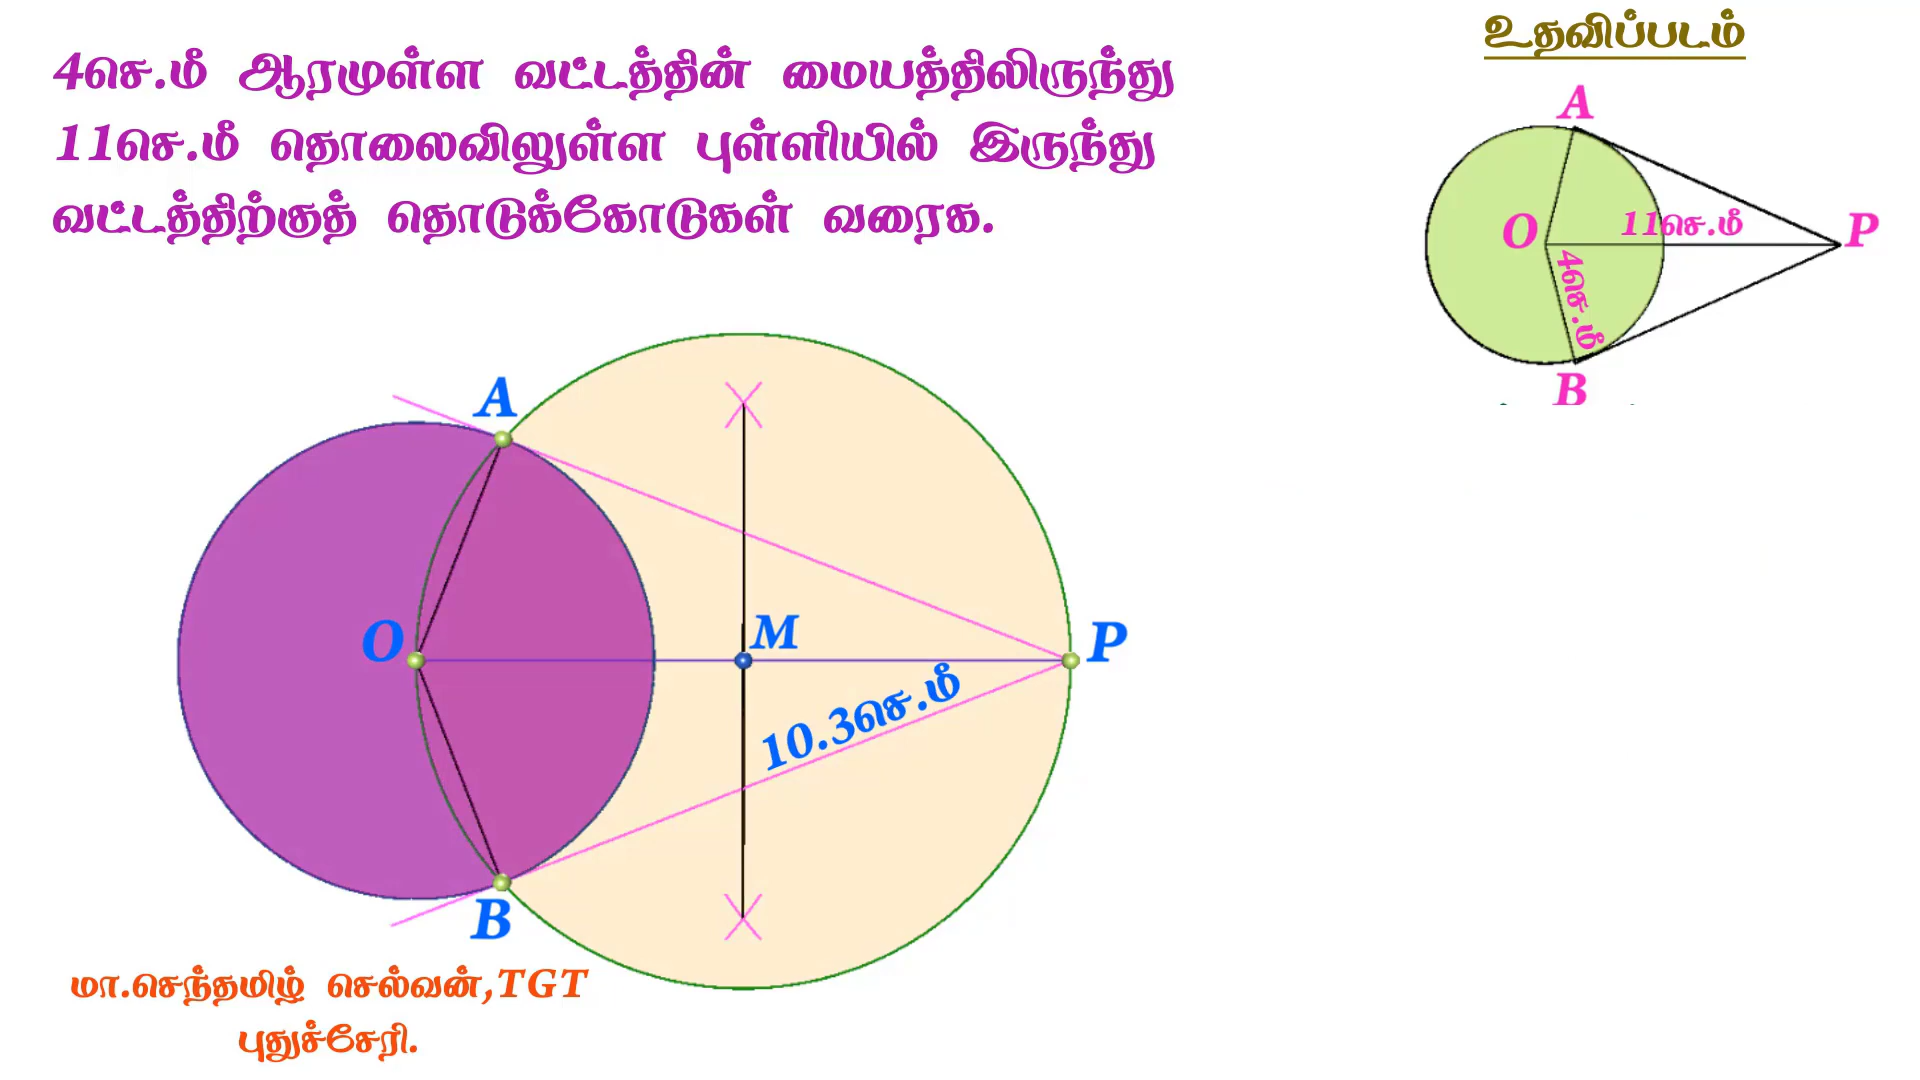 4செ.மீ ஆரமுள்ள வட்டத்தின் மையத்திலிருந்து
11செ.மீ தொலைவிலுள்ள புள்ளியில் இருந்து
வட்டத்திற்குத் தொடுக்கோடுகள் வரைக.
உதவிப்படம்
A
O
11செ.மீ
P
4செ.மீ
B
A
O
M
P
10.3செ.மீ
B
மா.செந்தமிழ் செல்வன்,TGT
புதுச்சேரி.